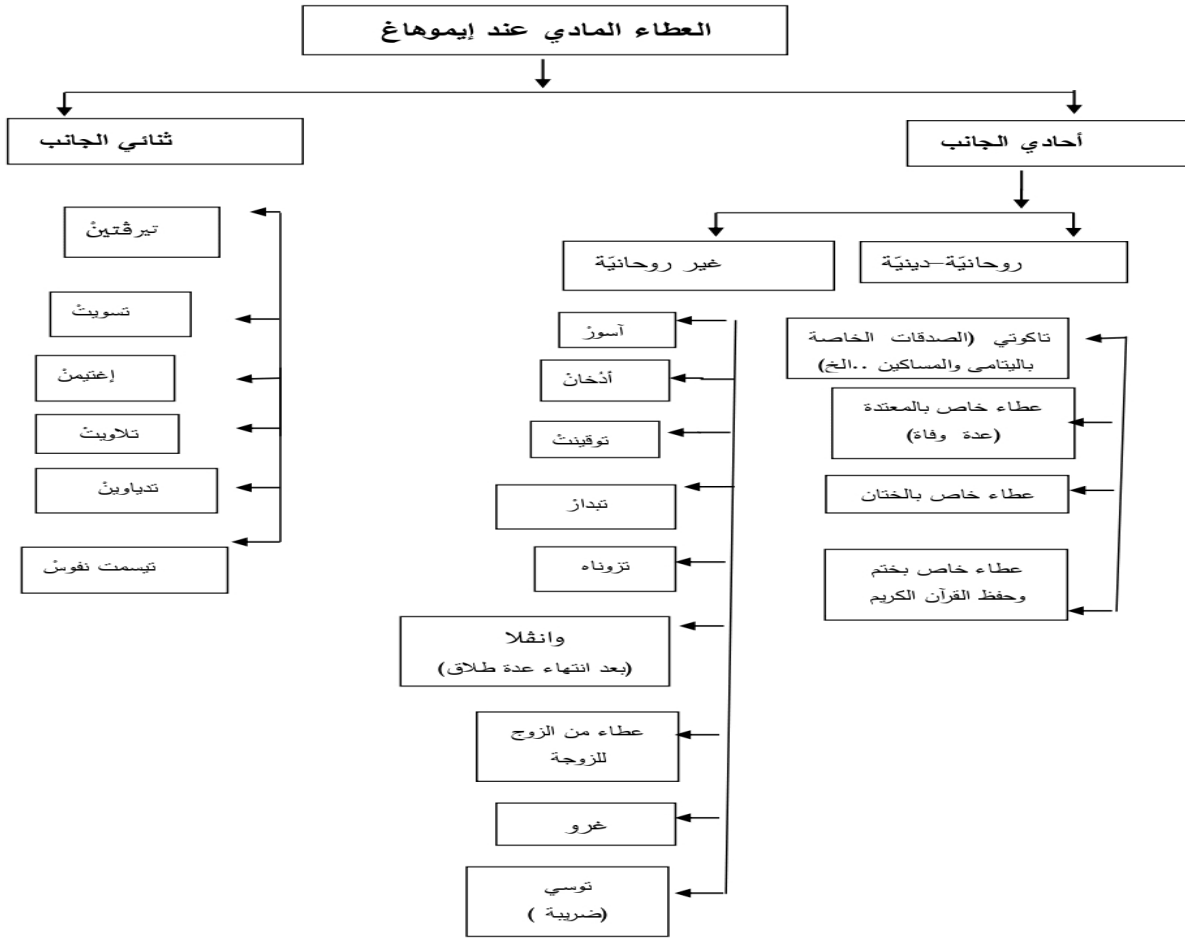 العطاء المادي عند إيموهاغ
أحادي الجانب
ثنائي الجانب
روحانيّة-دينيّة
غير روحانيّة
تاكوتي (الصدقات الخاصة
باليتامى والمساكين ..الخ)
عطاء خاص بالمعتدة
(عدة وفاة)
عطاء خاص بالختان
عطاء خاص بختم
وحفظ القرآن الكريم
آسورْ
أدْخانْ
توقينتْ
تبدارْ
تزوناه
وانڤلا
(بعد انتهاء عدة طلاق)
عطاء من الزوج
للزوجة
غرو
توسي
(ضريبة )
تيرڤتينْ
تسويتْ
إغتيمنْ
تلاويتْ
تدياوينْ
تيسمت نفوسْ